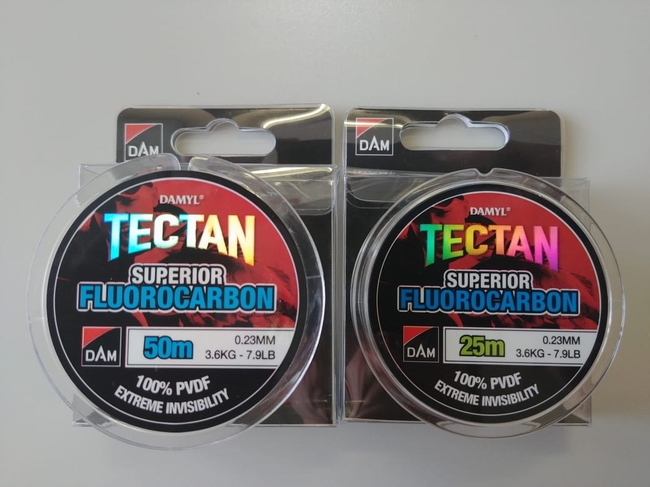 DAM
DAMYL®
TECTAN
SUPERIOR
FLUOROCARBON
DAM
50m
0.23MM
3.6KG - 7.9LB
100% PVDF
EXTREME INVISIBILITY
DAM
DAMYL®
TECTAN
SUPERIOR
FLUOROCARBON
DAM
25m
0.23MM
3.6KG - 7.9LB
100% PVDF
EXTREME INVISIBILITY